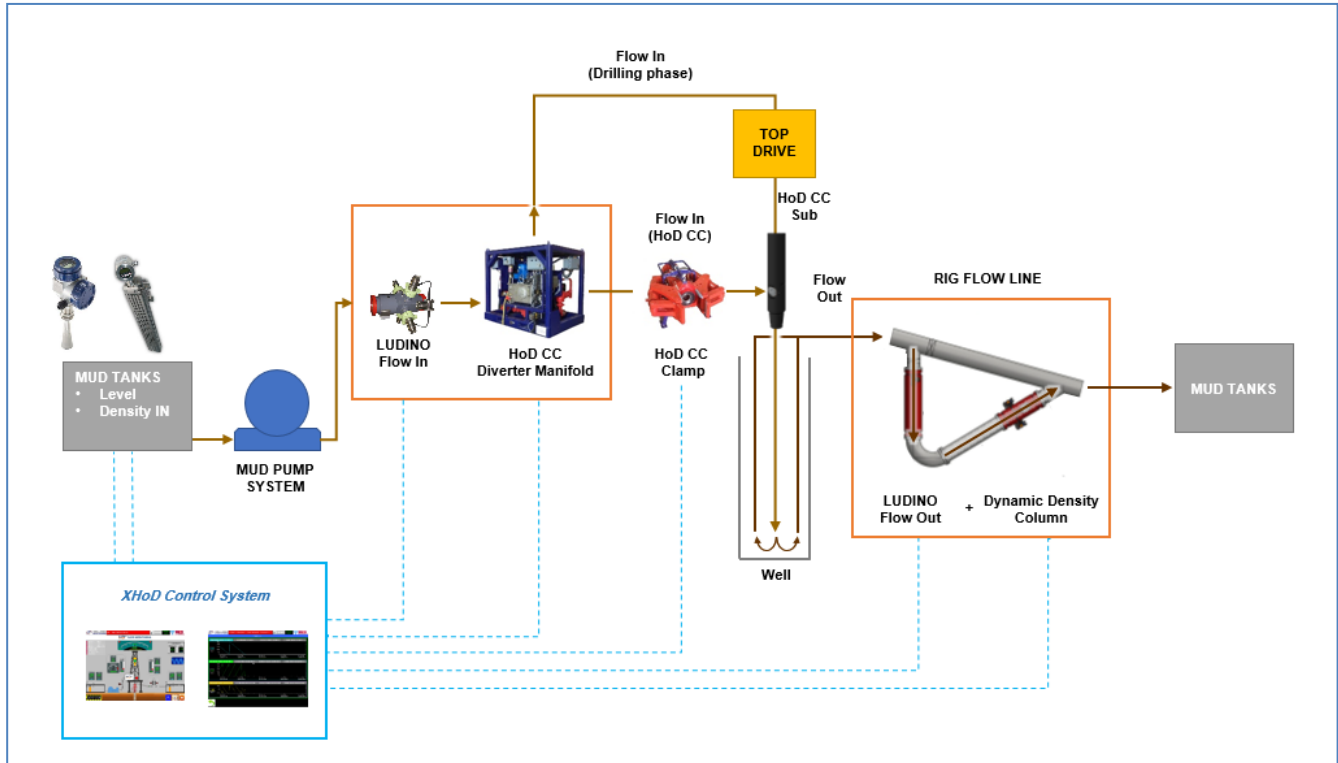 Flow In
(Drilling phase)
TOP
DRIVE
HoD CC
Sub
Flow In
(HoD CC)
Flow
Out
RIG FLOW LINE
LUDINO
Flow In
HoD CC
Diverter Manifold
HoD CC
Clamp
MUD TANKS
• Level
• Density IN
MUD PUMP
SYSTEM
MUD TANKS
LUDINO
Flow Out
+
Dynamic Density
Column
Well
XHoD Control System